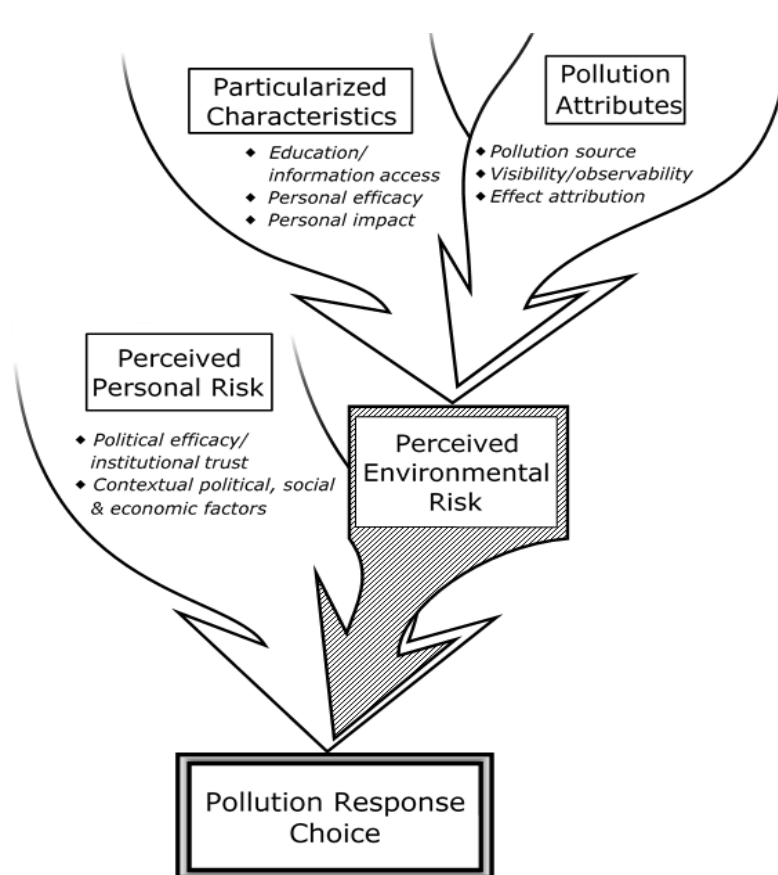 Particularized
Characteristics
◆ Education/
information access
◆ Personal efficacy
◆ Personal impact
Pollution
Attributes
◆ Pollution source
◆ Visibility/observability
◆ Effect attribution
Perceived
Personal Risk
◆ Political efficacy/
institutional trust
◆ Contextual political, social
& economic factors
Perceived
Environmental
Risk
Pollution Response
Choice